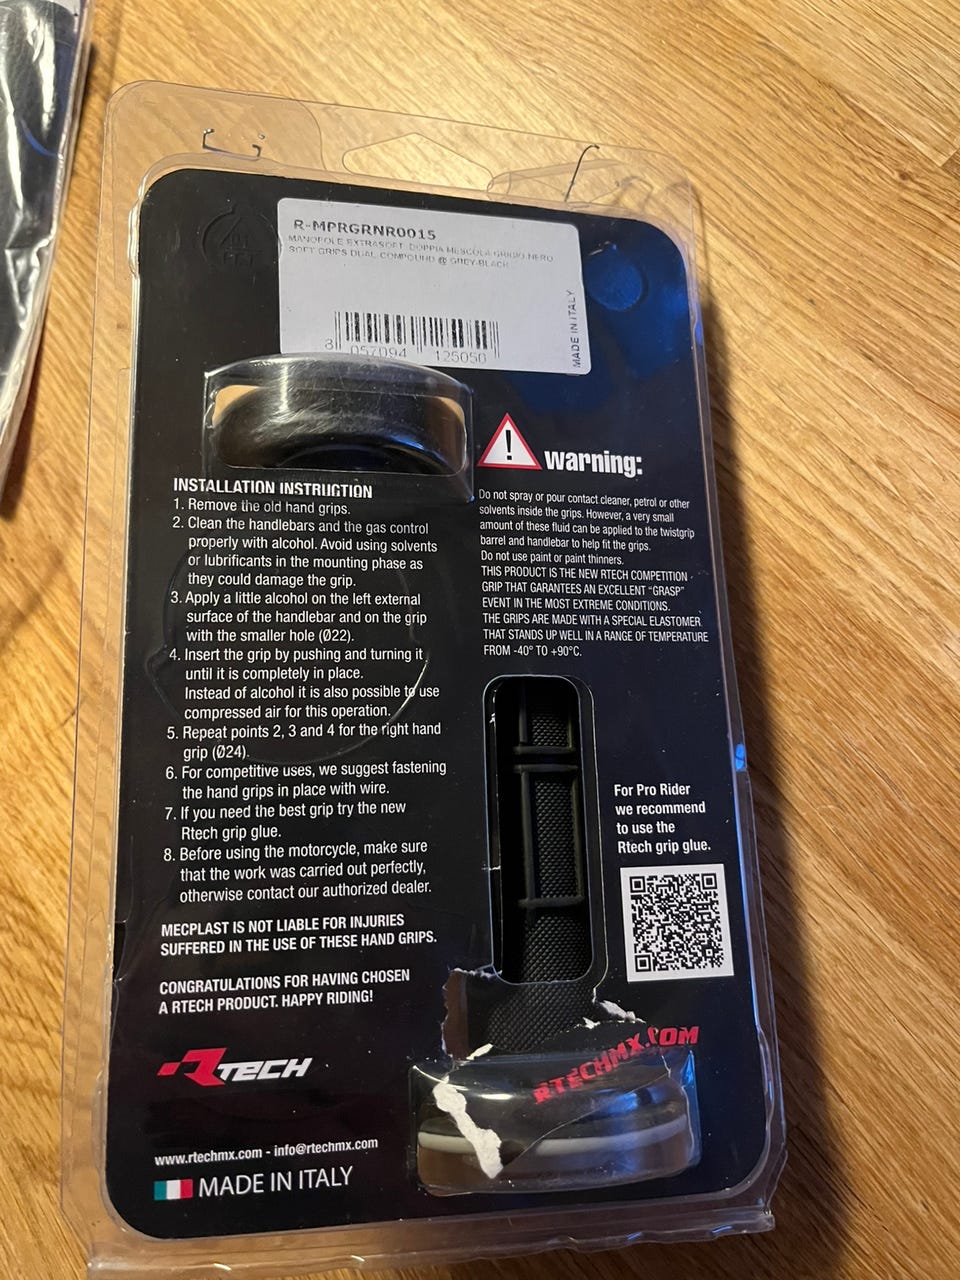 R-MPRGRNR0015
MANOPOLE EXTRASOFT DOPPIA MESCOLA GRIGIO-NERO
SOFT GRIPS DUAL COMPOUND @ GREY-BLACK
8 057094 125050
MADE IN ITALY
01
PET
INSTALLATION INSTRUCTION
1. Remove the old hand grips.
2. Clean the handlebars and the gas control
properly with alcohol. Avoid using solvents
or lubrificants in the mounting phase as
they could damage the grip.
3. Apply a little alcohol on the left external
surface of the handlebar and on the grip
with the smaller hole (Ø22).
4. Insert the grip by pushing and turning it
until it is completely in place.
Instead of alcohol it is also possible to use
compressed air for this operation.
5. Repeat points 2, 3 and 4 for the right hand
grip (Ø24).
6. For competitive uses, we suggest fastening
the hand grips in place with wire.
7. If you need the best grip try the new
Rtech grip glue.
8. Before using the motorcycle, make sure
that the work was carried out perfectly,
otherwise contact our authorized dealer.
MECPLAST IS NOT LIABLE FOR INJURIES
SUFFERED IN THE USE OF THESE HAND GRIPS.
CONGRATULATIONS FOR HAVING CHOSEN
A RTECH PRODUCT. HAPPY RIDING!
RTECH
www.rtechmx.com - info@rtechmx.com
MADE IN ITALY
! warning:
Do not spray or pour contact cleaner, petrol or other
solvents inside the grips. However, a very small
amount of these fluid can be applied to the twistgrip
barrel and handlebar to help fit the grips.
Do not use paint or paint thinners.
THIS PRODUCT IS THE NEW RTECH COMPETITION
GRIP THAT GARANTEES AN EXCELLENT "GRASP"
EVENT IN THE MOST EXTREME CONDITIONS.
THE GRIPS ARE MADE WITH A SPECIAL ELASTOMER
THAT STANDS UP WELL IN A RANGE OF TEMPERATURE
FROM -40° TO +90°C.
For Pro Rider
we recommend
to use the
Rtech grip glue.
RTECHMX.COM